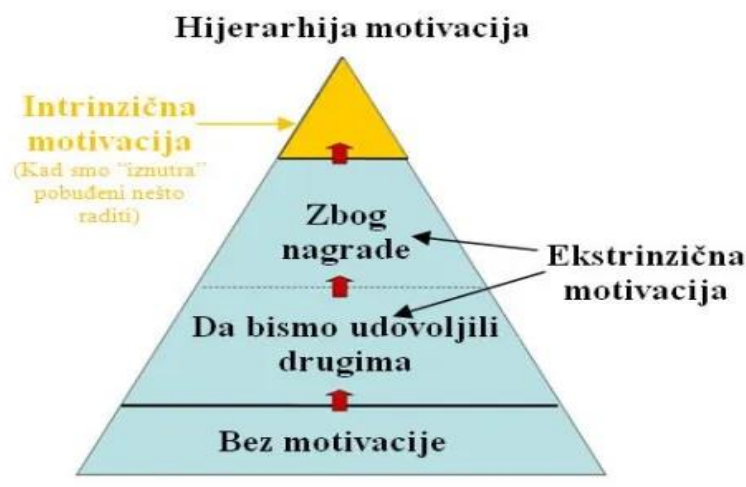 Hijerarhija motivacija
Intrinzična
motivacija
(Kad smo "iznutra"
pobuđeni nešto
raditi)
Zbog
nagrade
Ekstrinzična
motivacija
Da bismo udovoljili
drugima
Bez motivacije